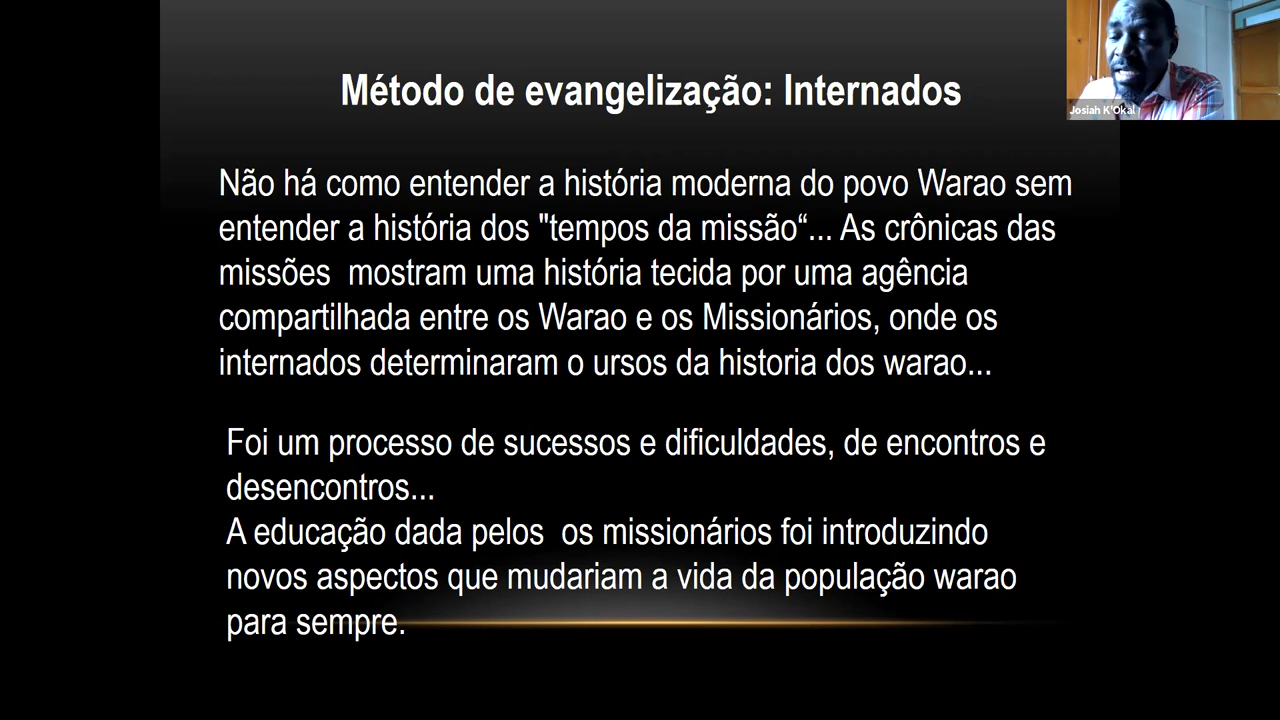 Método de evangelização: Internados
Josiah K'Okal
Não há como entender a história moderna do povo Warao sem
entender a história dos "tempos da missão“... As crônicas das
missões  mostram uma história tecida por uma agência
compartilhada entre os Warao e os Missionários, onde os
internados determinaram o ursos da historia dos warao...
Foi um processo de sucessos e dificuldades, de encontros e
desencontros...
A educação dada pelos  os missionários foi introduzindo
novos aspectos que mudariam a vida da população warao
para sempre.